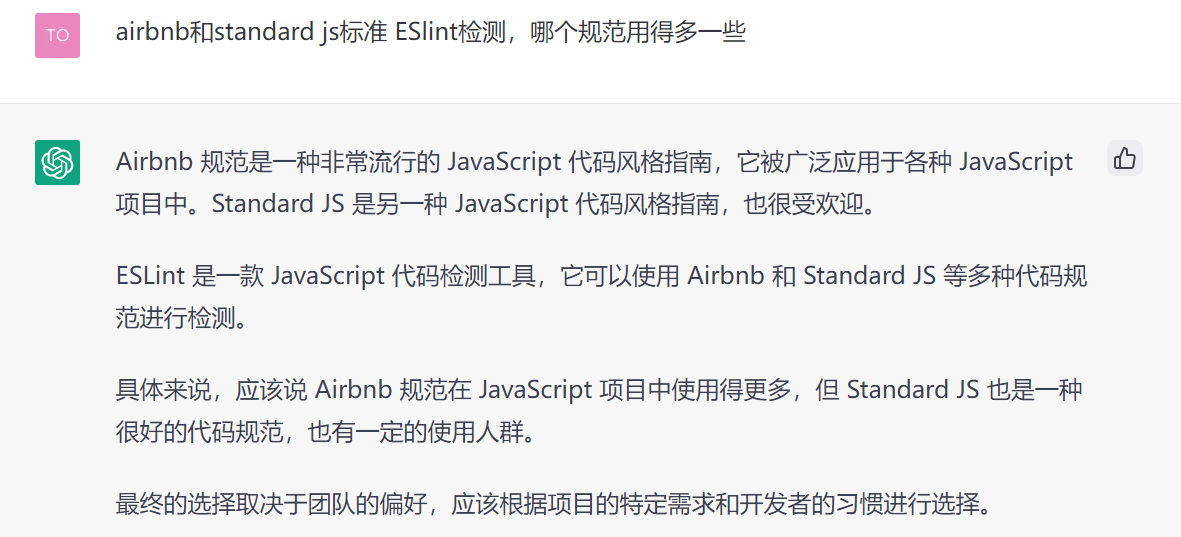 TO
airbnb和standard js标准 ESlint检测，哪个规范用得多一些
Airbnb 规范是一种非常流行的 JavaScript 代码风格指南，它被广泛应用于各种 JavaScript
项目中。Standard JS 是另一种 JavaScript 代码风格指南，也很受欢迎。
ESLint 是一款 JavaScript 代码检测工具，它可以使用 Airbnb 和 Standard JS 等多种代码规
范进行检测。
具体来说，应该说 Airbnb 规范在 JavaScript 项目中使用得更多，但 Standard JS 也是一种
很好的代码规范，也有一定的使用人群。
最终的选择取决于团队的偏好，应该根据项目的特定需求和开发者的习惯进行选择。